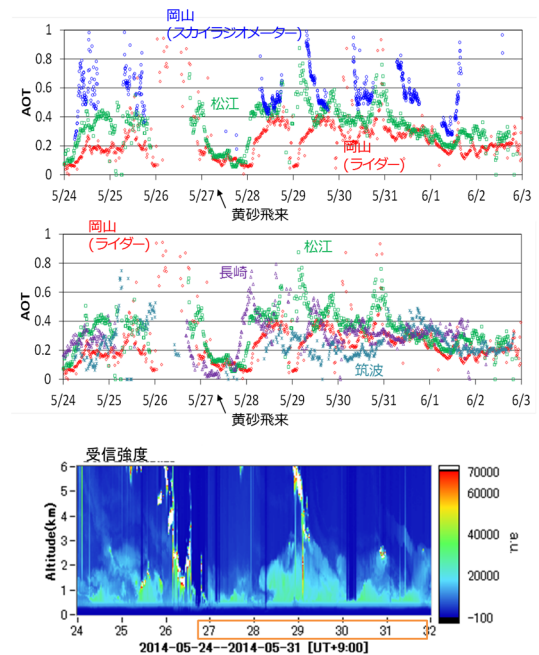 岡山
(スカイラジオメーター)
1
0.8
0.6
0.4
0.2
0
AOT
松江
岡山
(ライダー)
5/24 5/25 5/26 5/27 5/28 5/29 5/30 5/31 6/1 6/2 6/3
黄砂飛来
岡山
(ライダー)
松江
長崎
筑波
1
0.8
0.6
0.4
0.2
0
AOT
5/24 5/25 5/26 5/27 5/28 5/29 5/30 5/31 6/1 6/2 6/3
黄砂飛来
受信強度
6
5
4
3
2
1
0
Altitude(km)
70000
60000
40000
20000
-100
a.u.
24 25 26 27 28 29 30 31 32
2014-05-24--2014-05-31 [UT+9:00]